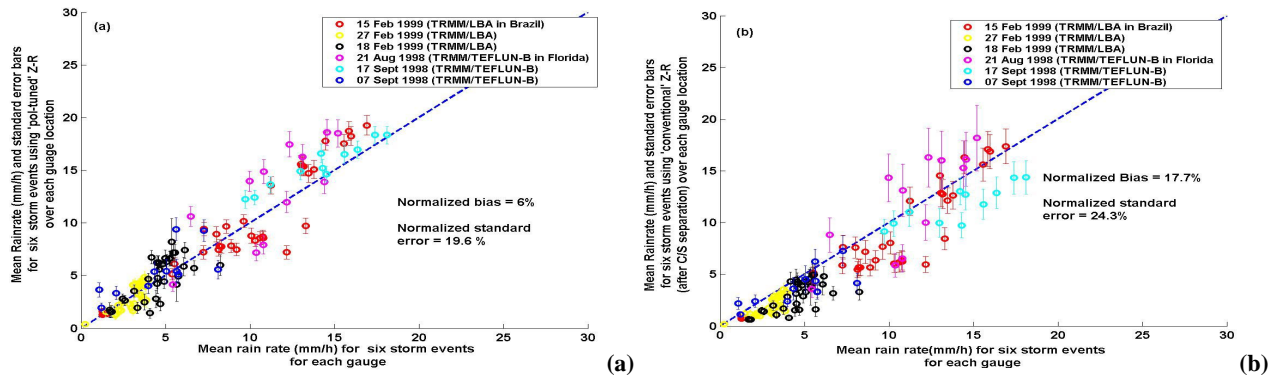 Mean Rainrate (mm/h) and standard error bars
for six storm events using 'pol-tuned' Z-R
over each guage location
30
25
20
15
10
5
0
(a)
15 Feb 1999 (TRMM/LBA in Brazil)
27 Feb 1999 (TRMM/LBA)
18 Feb 1999 (TRMM/LBA)
21 Aug 1998 (TRMM/TEFLUN-B in Florida)
17 Sept 1998 (TRMM/TEFLUN-B)
07 Sept 1998 (TRMM/TEFLUN-B)
Normalized bias = 6%
Normalized standard
error = 19.6 %
0 5 10 15 20 25 30
Mean rain rate (mm/h) for six storm events
for each gauge
(a)
Mean Rainrate (mm/h) and standard error bars
for six storm events using 'conventional' Z-R
(after C/S separation) over each gauge location
30
25
20
15
10
5
0
(b)
15 Feb 1999 (TRMM/LBA in Brazil)
27 Feb 1999 (TRMM/LBA)
18 Feb 1999 (TRMM/LBA)
21 Aug 1998 (TRMM/TEFLUN-B in Florida
17 Sept 1998 (TRMM/TEFLUN-B)
07 Sept 1998 (TRMM/TEFLUN-B)
Normalized Bias = 17.7%
Normalized standard
error = 24.3%
0 5 10 15 20 25 30
Mean rain rate(mm/h) for six storm events
for each gauge
(b)